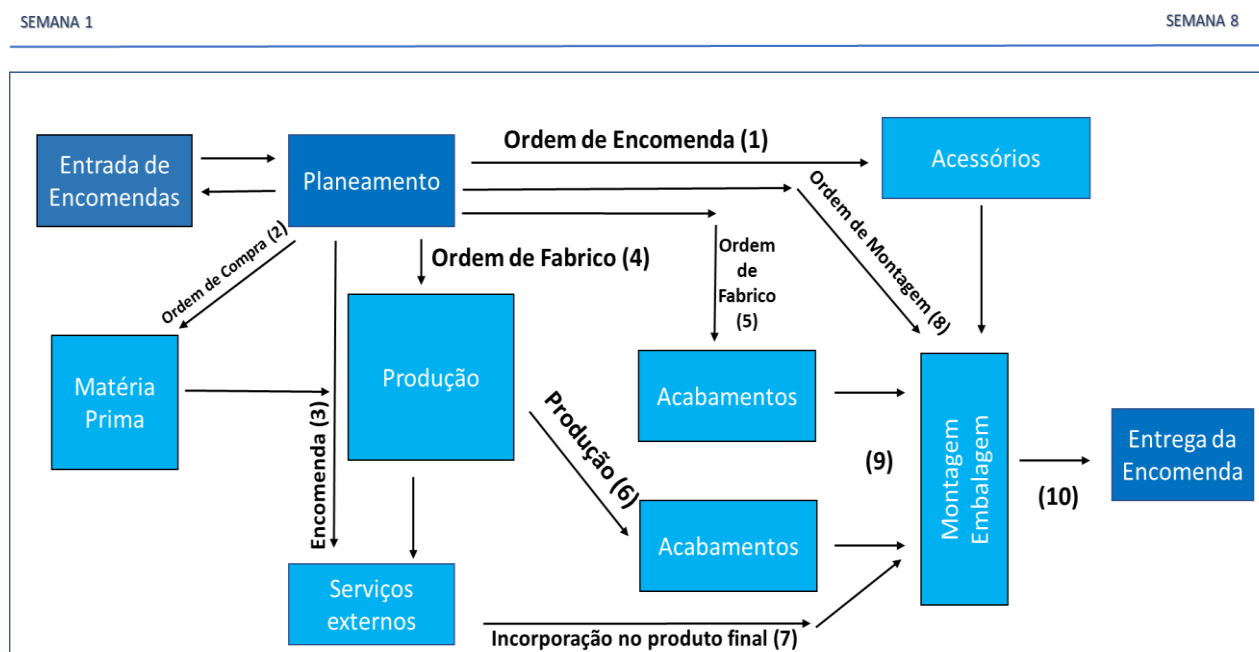 SEMANA 1
SEMANA 8
Ordem de Encomenda (1)
Entrada de
Encomendas
Planeamento
Acessórios
Ordem de Compra (2)
Ordem de Fabrico (4)
Ordem
de
Fabrico
(5)
Ordem de Montagem (8)
Matéria
Prima
Encomenda (3)
Produção
Produção (6)
Acabamentos
(9)
Montagem
Embalagem
(10)
Entrega da
Encomenda
Acabamentos
Serviços
externos
Incorporação no produto final (7)